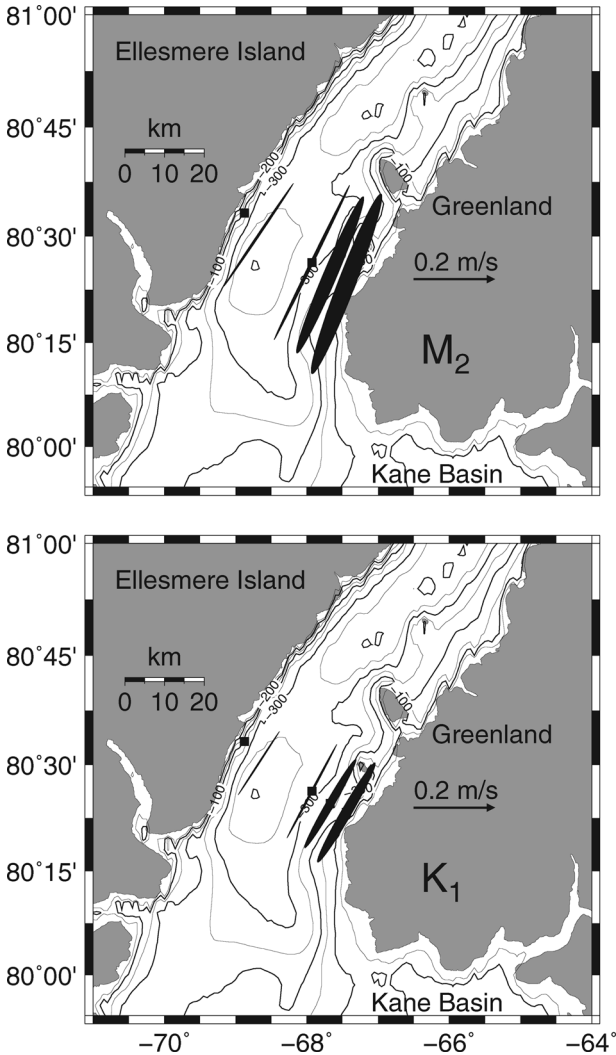 81°00'
Ellesmere Island
80°45'
km
0 10 20
-200
-300
-100
Greenland
80°30'
-100
0.2 m/s
80°15'
M2
80°00'
Kane Basin
81°00'
Ellesmere Island
80°45'
km
0 10 20
-200
-300
-100
Greenland
80°30'
-100
0.2 m/s
80°15'
K1
80°00'
Kane Basin
−70 −68 −66 −64